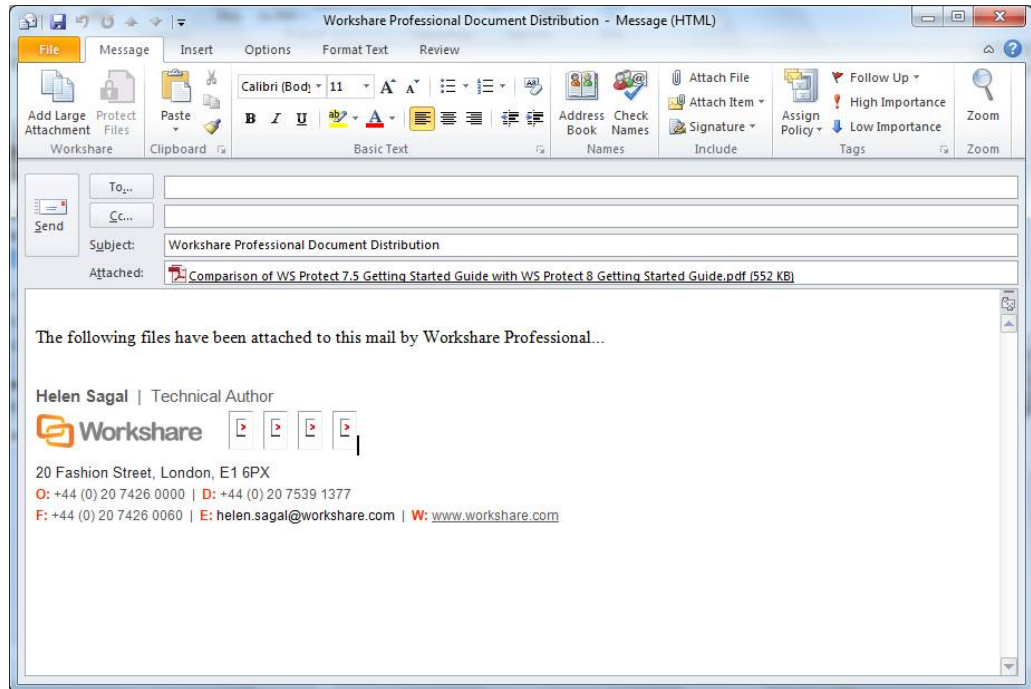 Workshare Professional Document Distribution - Message (HTML)
File Message Insert Options Format Text Review
Add Large Attachment
Protect Files
Workshare
Paste
Clipboard
Calibri (Body 11
B I U
Basic Text
Address Book
Check Names
Names
Attach File
Attach Item
Signature
Include
Assign Policy
Follow Up
High Importance
Low Importance
Tags
Zoom
Zoom
Send
To...
Cc...
Subject: Workshare Professional Document Distribution
Attached: Comparison of WS Protect 7.5 Getting Started Guide with WS Protect 8 Getting Started Guide.pdf (552 KB)
The following files have been attached to this mail by Workshare Professional...
Helen Sagal | Technical Author
Workshare
20 Fashion Street, London, E1 6PX
O: +44 (0) 20 7426 0000 | D: +44 (0) 20 7539 1377
F: +44 (0) 20 7426 0060 | E: helen.sagal@workshare.com | W: www.workshare.com